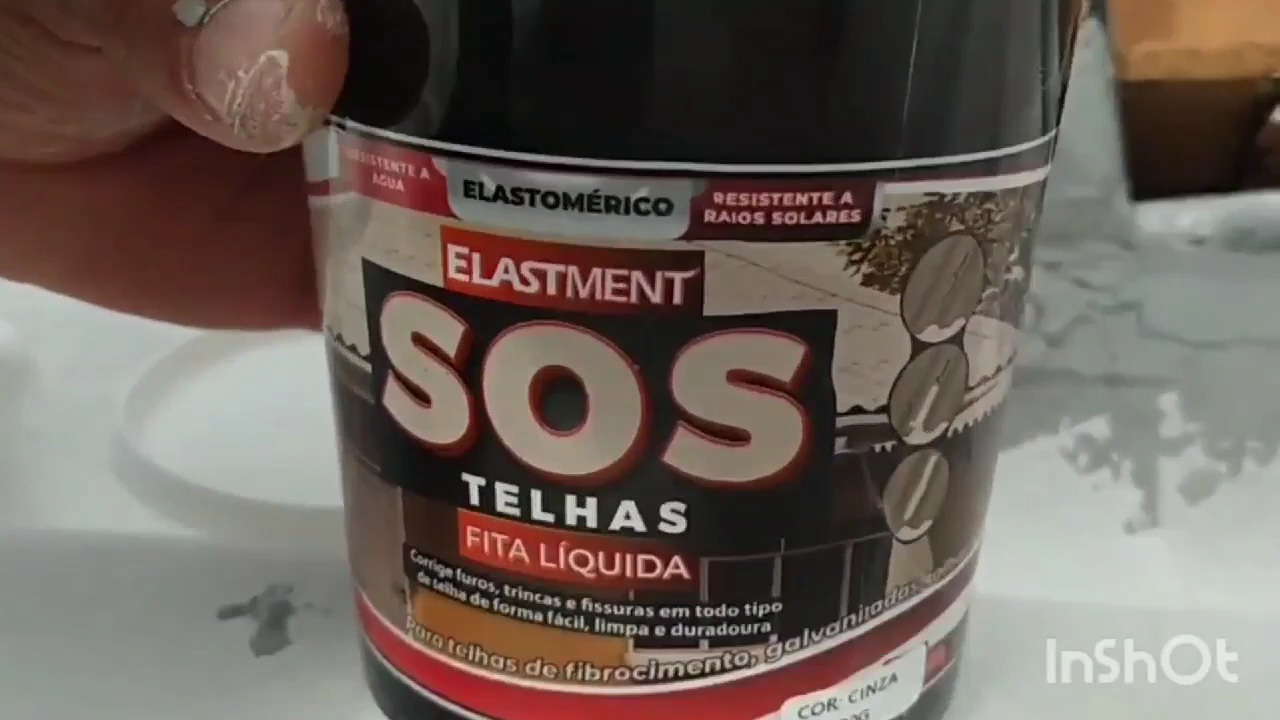 RESISTENTE A
ÁGUA
ELASTOMÉRICO
RESISTENTE A
RAIOS SOLARES
ELASTMENT
SOS
TELHAS
FITA LÍQUIDA
Corrige furos, trincas e fissuras em todo tipo
de telha de forma fácil, limpa e duradoura
Para telhas de fibrocimento, galvanizadas
COR: CINZA
InShOt